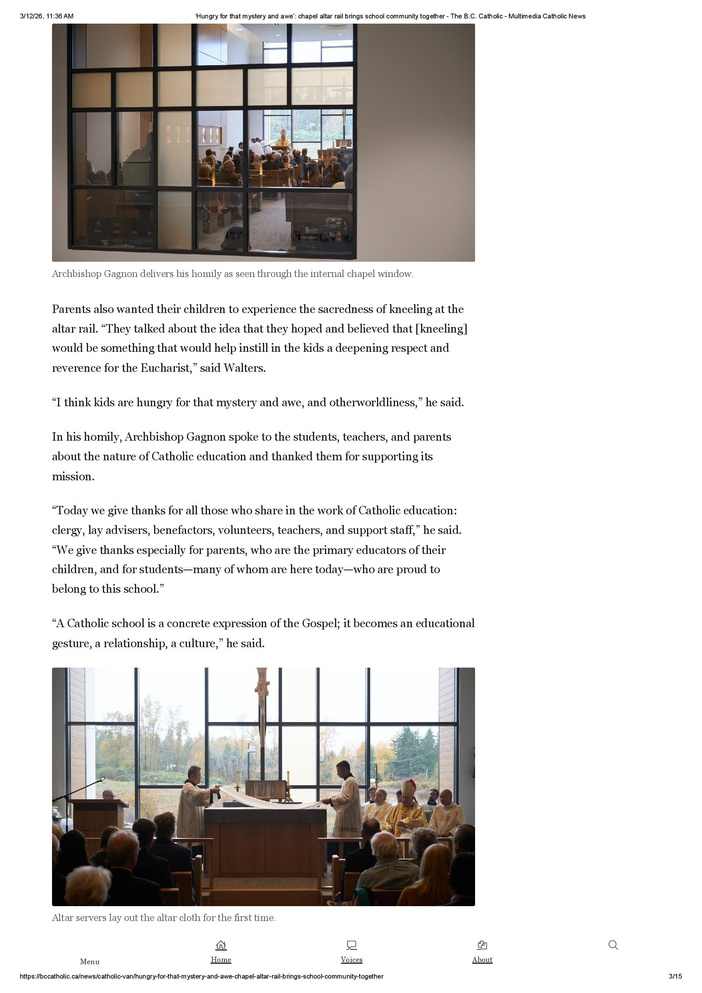 3/12/26, 11:36 AM
'Hungry for that mystery and awe': chapel altar rail brings school community together - The B.C. Catholic - Multimedia Catholic News
Archbishop Gagnon delivers his homily as seen through the internal chapel window.
Parents also wanted their children to experience the sacredness of kneeling at the
altar rail. “They talked about the idea that they hoped and believed that [kneeling]
would be something that would help instill in the kids a deepening respect and
reverence for the Eucharist,” said Walters.
“I think kids are hungry for that mystery and awe, and otherworldliness,” he said.
In his homily, Archbishop Gagnon spoke to the students, teachers, and parents
about the nature of Catholic education and thanked them for supporting its
mission.
“Today we give thanks for all those who share in the work of Catholic education:
clergy, lay advisers, benefactors, volunteers, teachers, and support staff,” he said.
“We give thanks especially for parents, who are the primary educators of their
children, and for students—many of whom are here today—who are proud to
belong to this school.”
“A Catholic school is a concrete expression of the Gospel; it becomes an educational
gesture, a relationship, a culture,” he said.
Altar servers lay out the altar cloth for the first time.
Menu
Home
Voices
About
https://bccatholic.ca/news/catholic-van/hungry-for-that-mystery-and-awe-chapel-altar-rail-brings-school-community-together
3/15